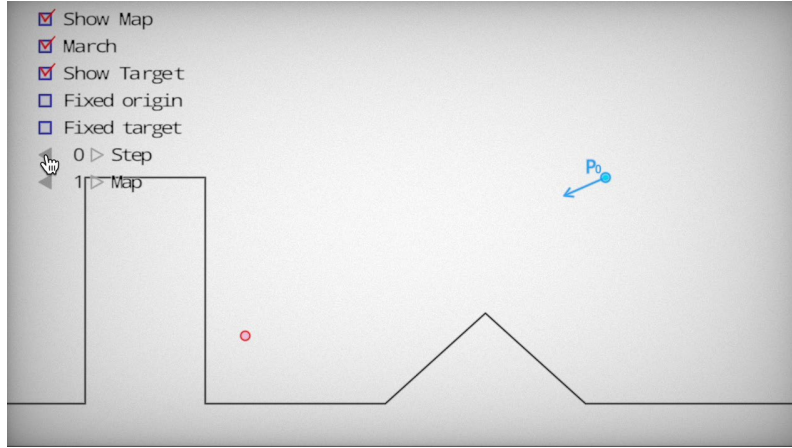 Show Map
March
Show Target
Fixed origin
Fixed target
0 Step
1 Map
P0